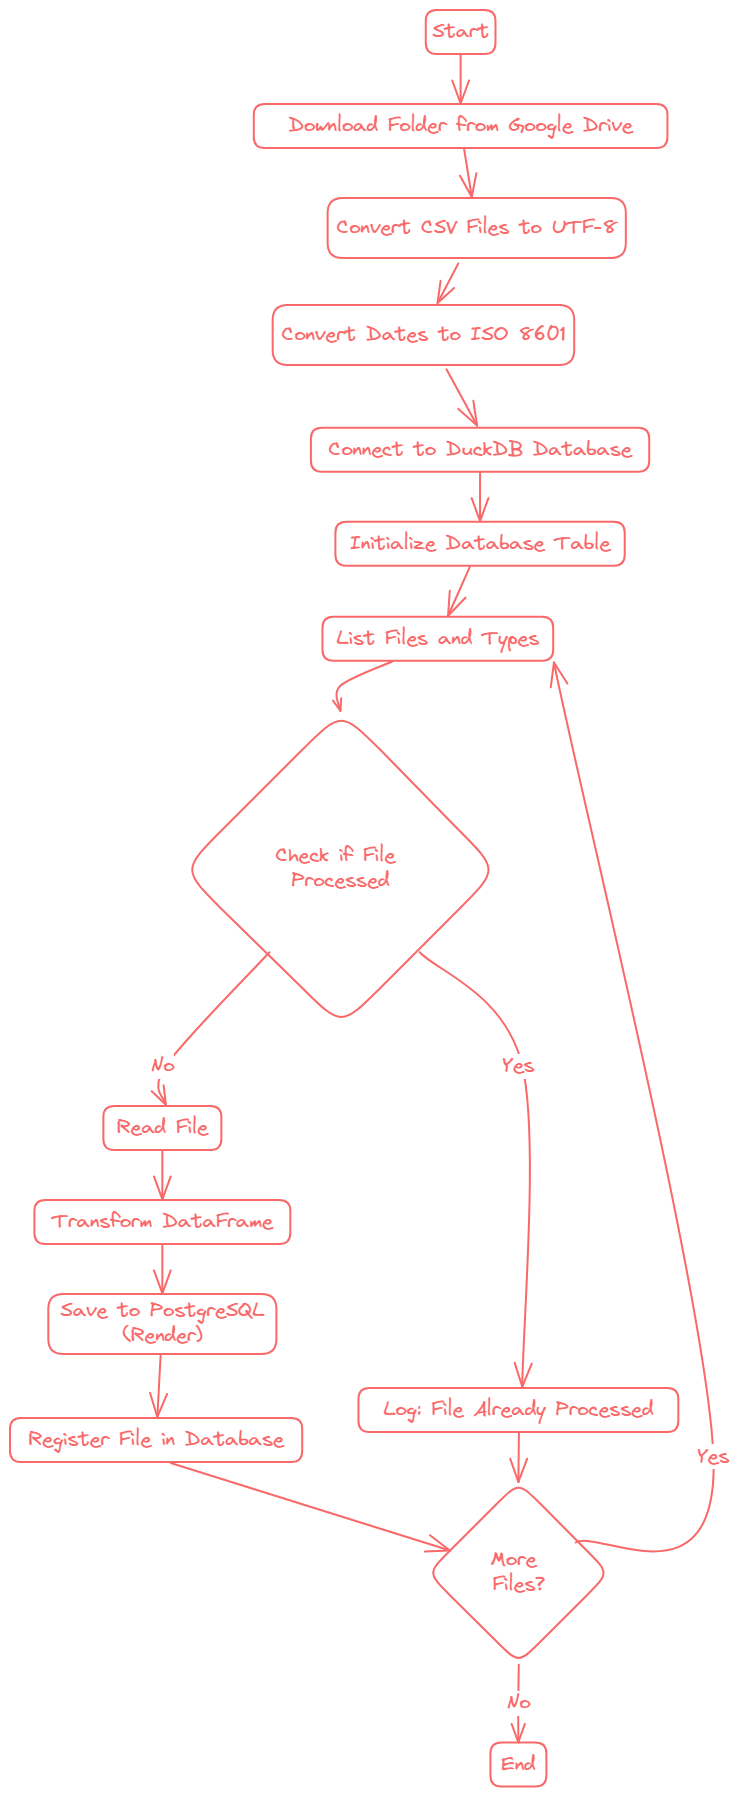 Start
Download Folder from Google Drive
Convert CSV Files to UTF-8
Convert Dates to ISO 8601
Connect to DuckDB Database
Initialize Database Table
List Files and Types
Check if File
Processed
No
Yes
Read File
Transform DataFrame
Save to PostgreSQL
(Render)
Log: File Already Processed
Register File in Database
Yes
More
Files?
No
End